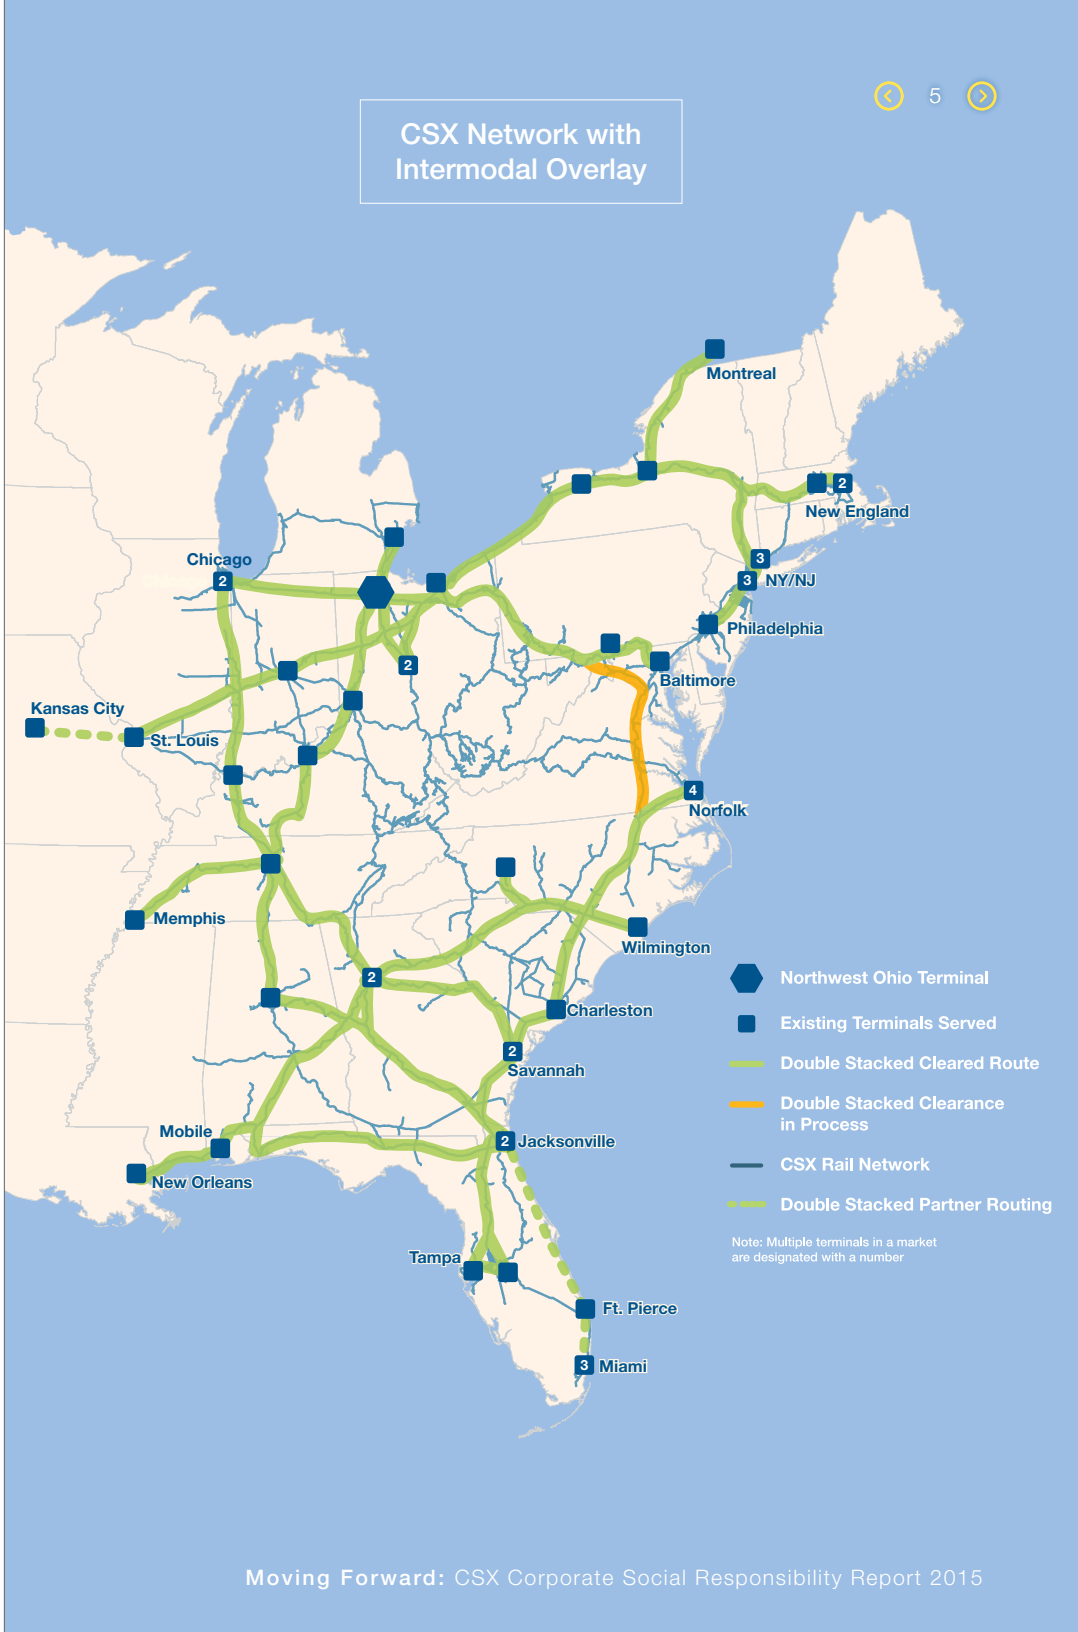 5
CSX Network with
Intermodal Overlay
Montreal
2
New England
3
Chicago
2
3
NY/NJ
Philadelphia
2
Baltimore
Kansas City
St. Louis
4
Norfolk
Memphis
Wilmington
2
Charleston
2
Savannah
Mobile
2
Jacksonville
New Orleans
Tampa
Ft. Pierce
3
Miami
Northwest Ohio Terminal
Existing Terminals Served
Double Stacked Cleared Route
Double Stacked Clearance
in Process
CSX Rail Network
Double Stacked Partner Routing
Note: Multiple terminals in a market
are designated with a number
Moving Forward: CSX Corporate Social Responsibility Report 2015